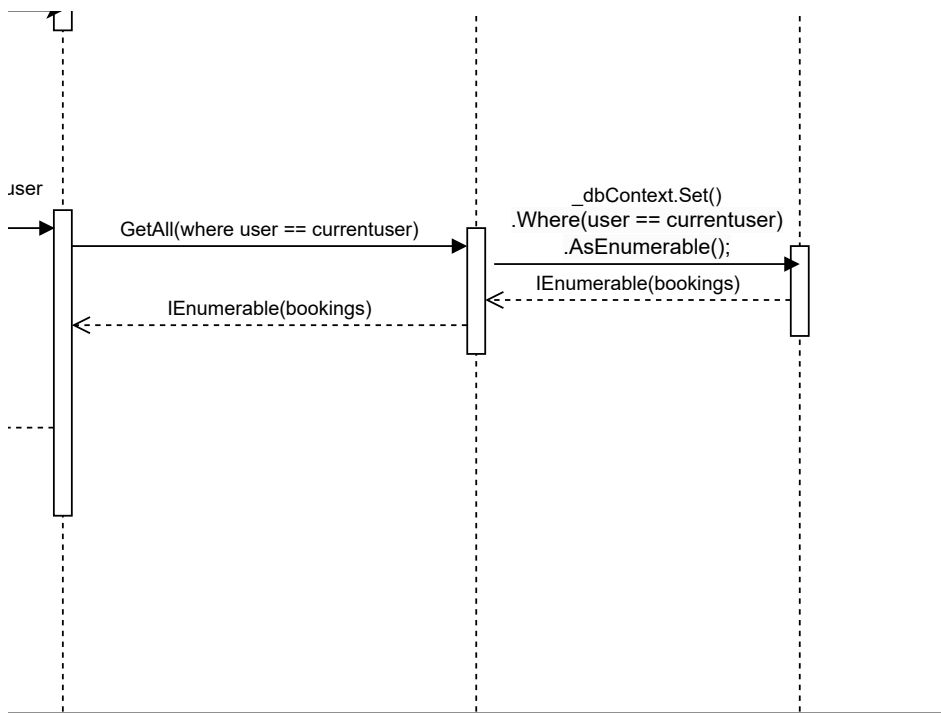 user
_dbContext.Set()
.Where(user == currentuser)
.AsEnumerable();
GetAll(where user == currentuser)
IEnumerable(bookings)
IEnumerable(bookings)